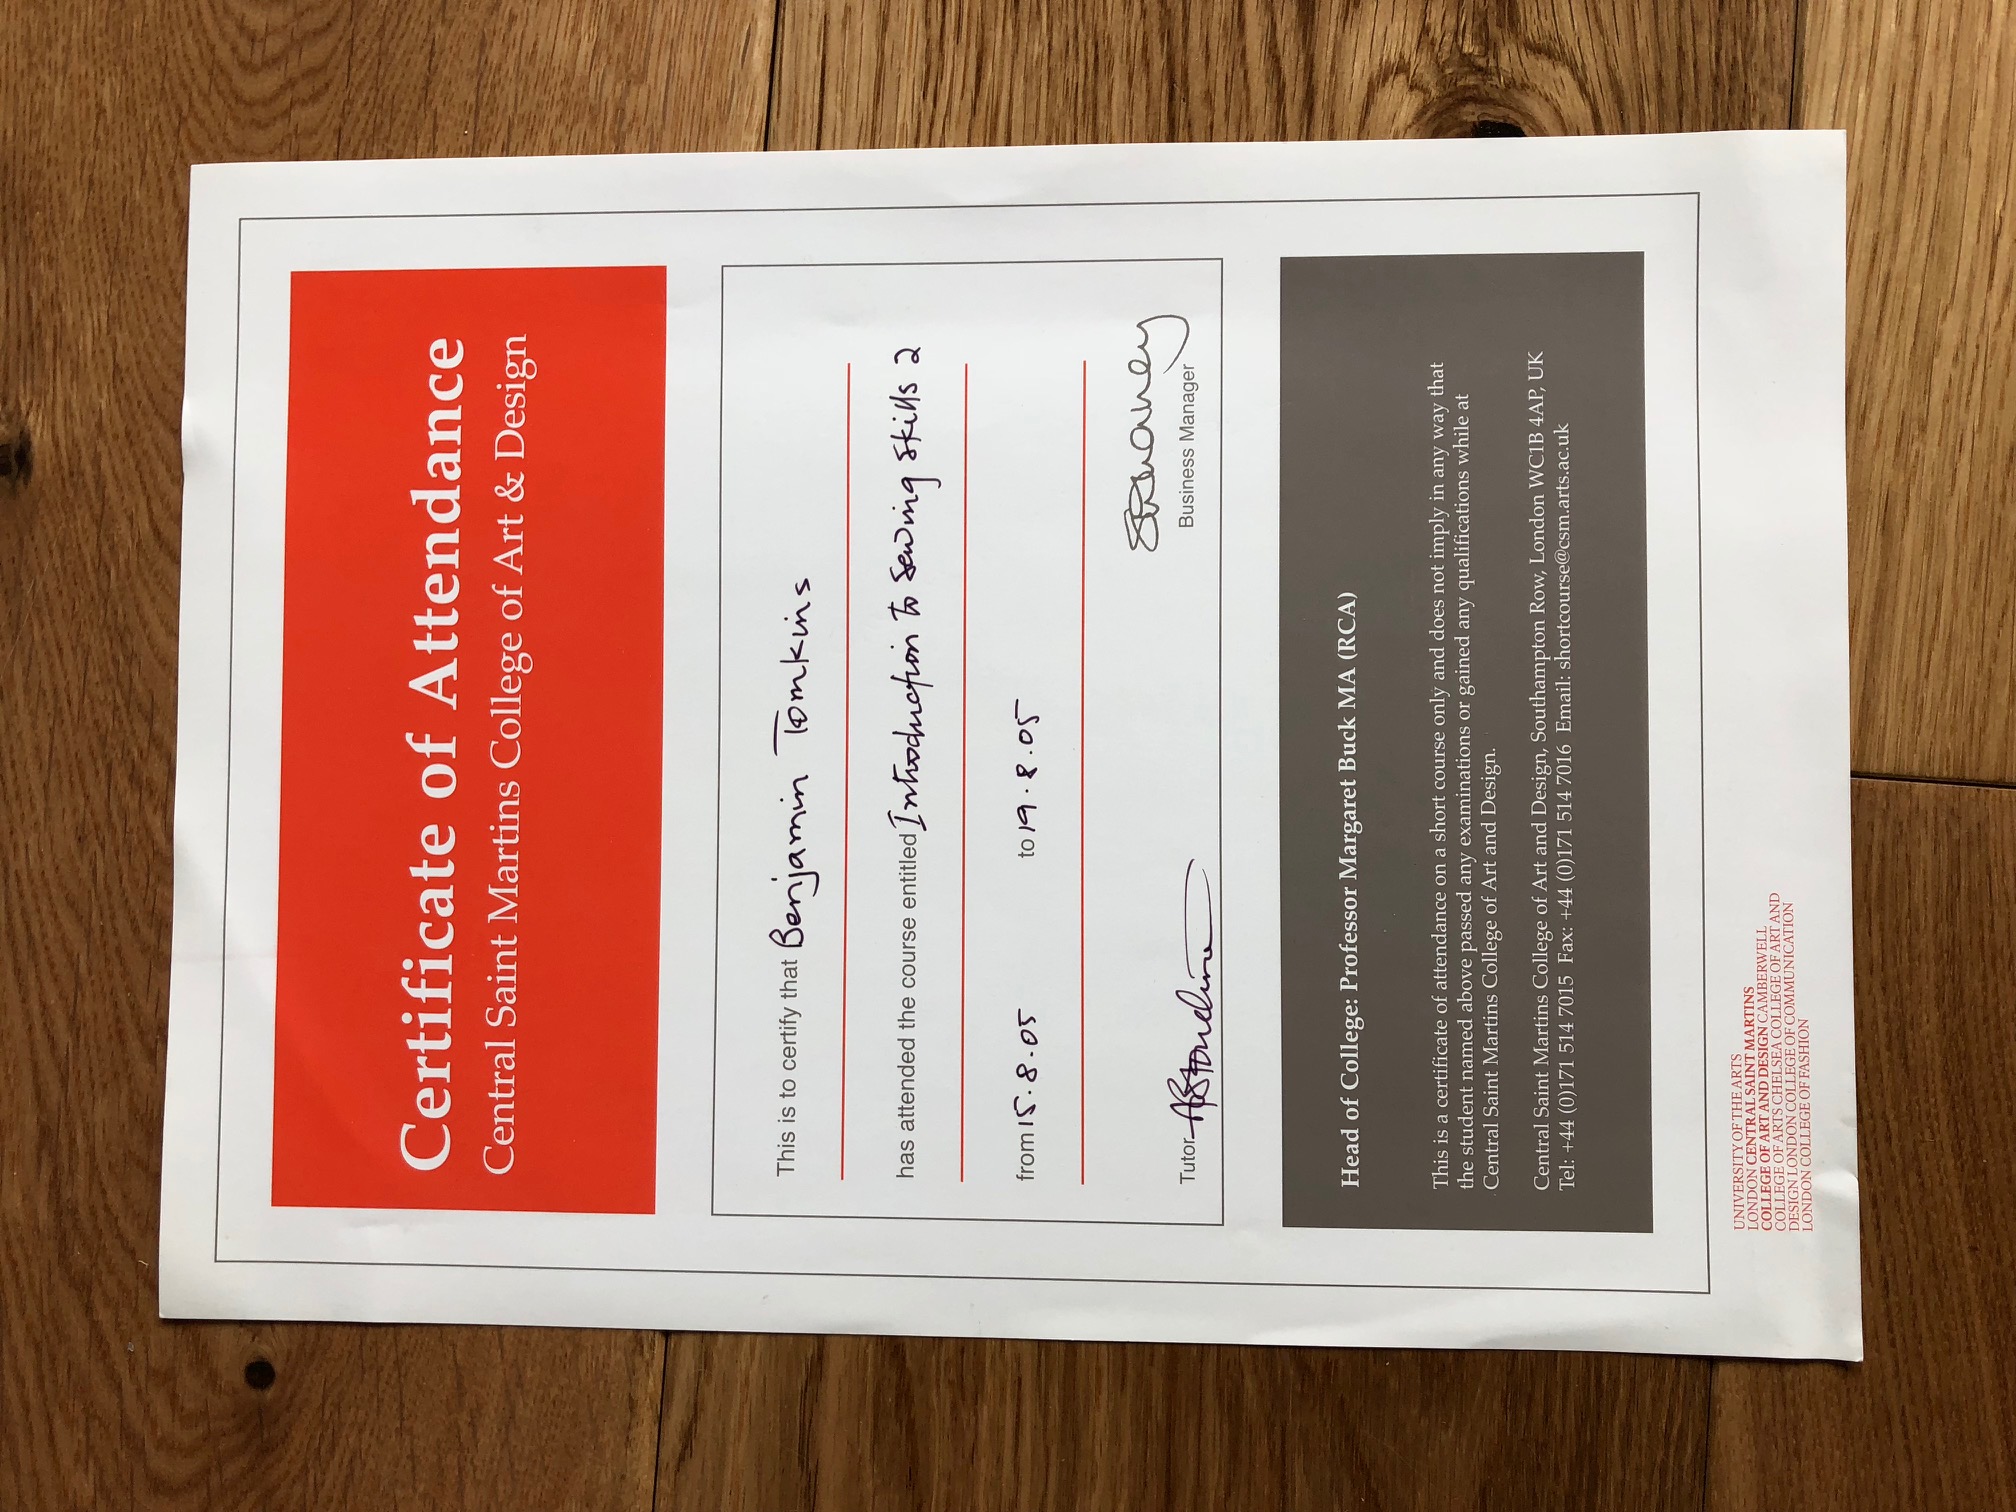 Certificate of Attendance
Central Saint Martins College of Art & Design
This is to certify that Benjamin Tomkins
has attended the course entitled Introduction to Sewing Skills 2
from 15.8.05 to 19.8.05
Tutor
Business Manager
Head of College: Professor Margaret Buck MA (RCA)
This is a certificate of attendance on a short course only and does not imply in any way that
the student named above passed any examinations or gained any qualifications while at
Central Saint Martins College of Art and Design.
Central Saint Martins College of Art and Design, Southampton Row, London WC1B 4AP, UK
Tel: +44 (0)171 514 7015 Fax: +44 (0)171 514 7016 Email: shortcourse@csm.arts.ac.uk
UNIVERSITY OF THE ARTS
LONDON CENTRAL SAINT MARTINS
COLLEGE OF ART AND DESIGN CAMBERWELL
COLLEGE OF ARTS CHELSEA COLLEGE OF ART AND
DESIGN LONDON COLLEGE OF COMMUNICATION
LONDON COLLEGE OF FASHION